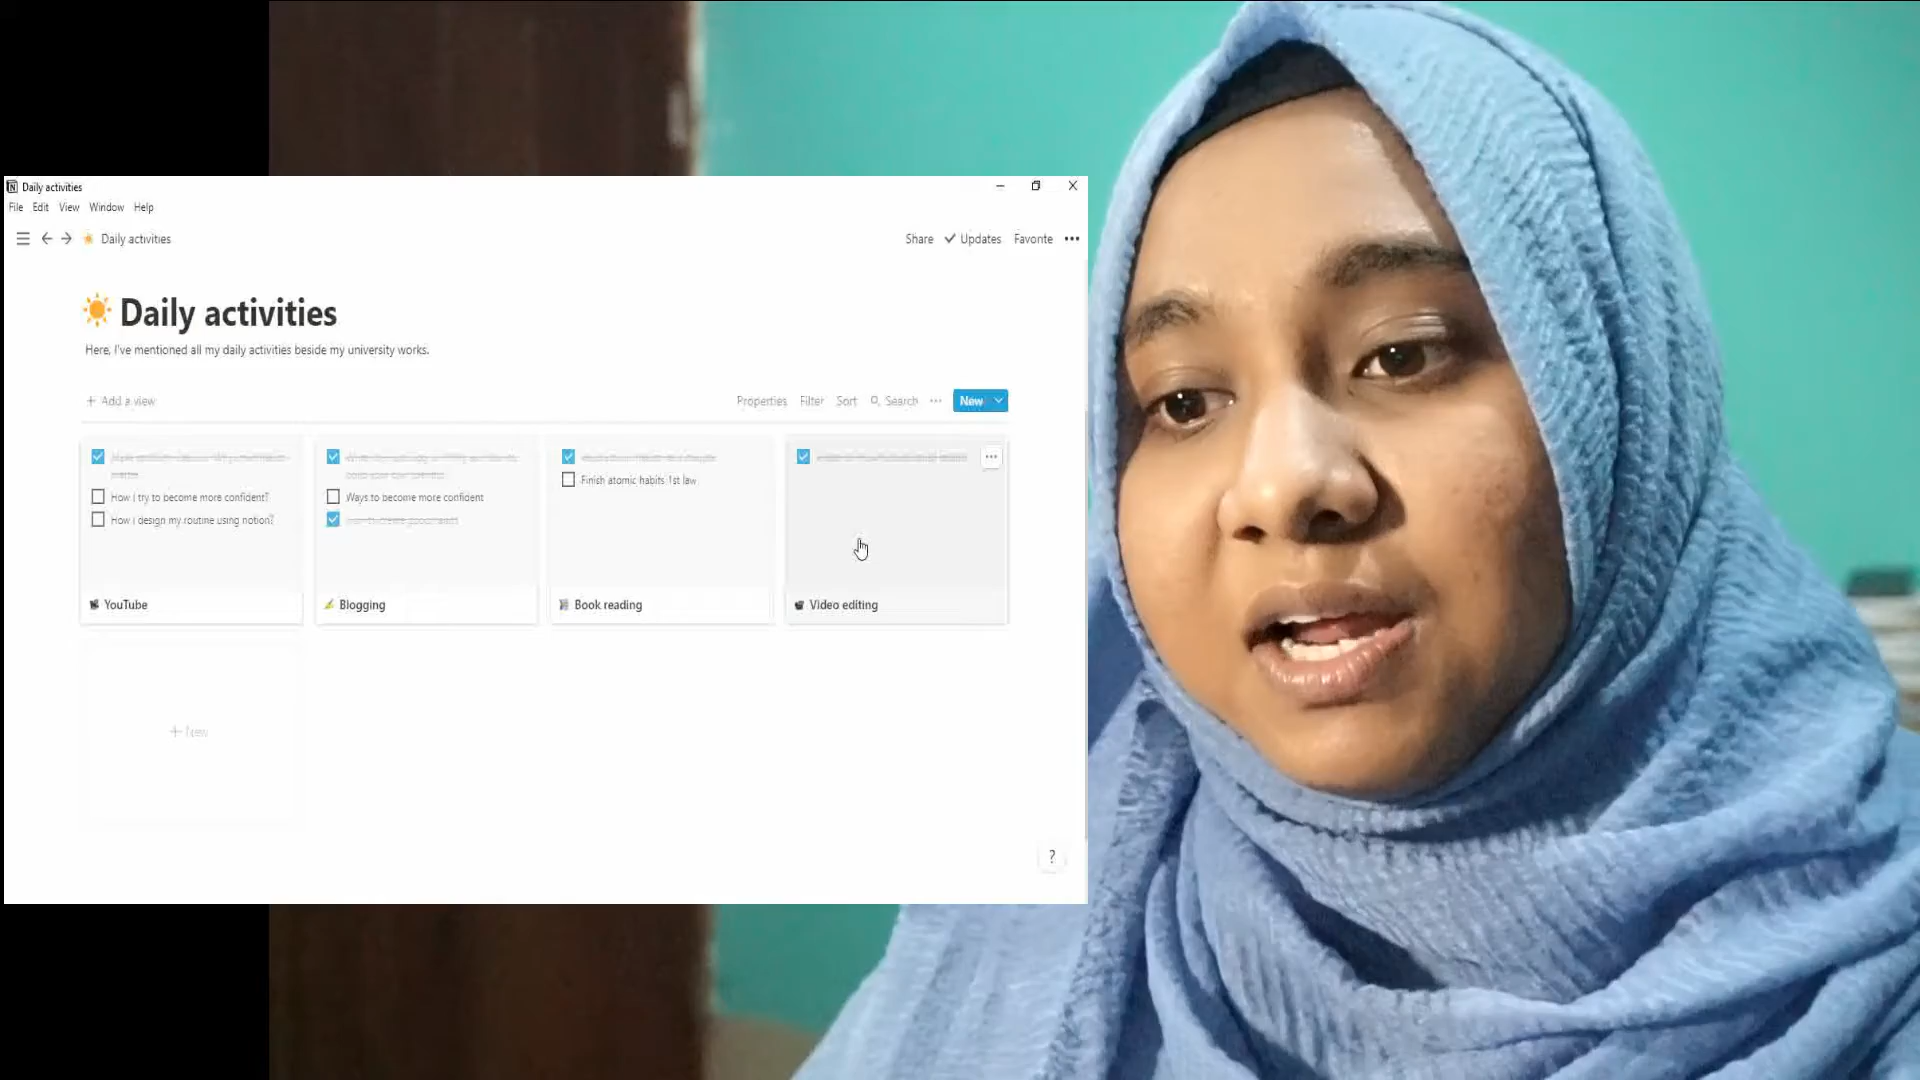 Daily activities
File Edit View Window Help
Daily activities
Share Updates Favorite
Daily activities
Here, I've mentioned all my daily activities beside my university works.
+ Add a view
Properties Filter Sort Search New
How I try to become more confident?
How I design my routine using notion?
YouTube
Ways to become more confident
Blogging
Finish atomic habits 1st law
Book reading
Video editing
+ New
?